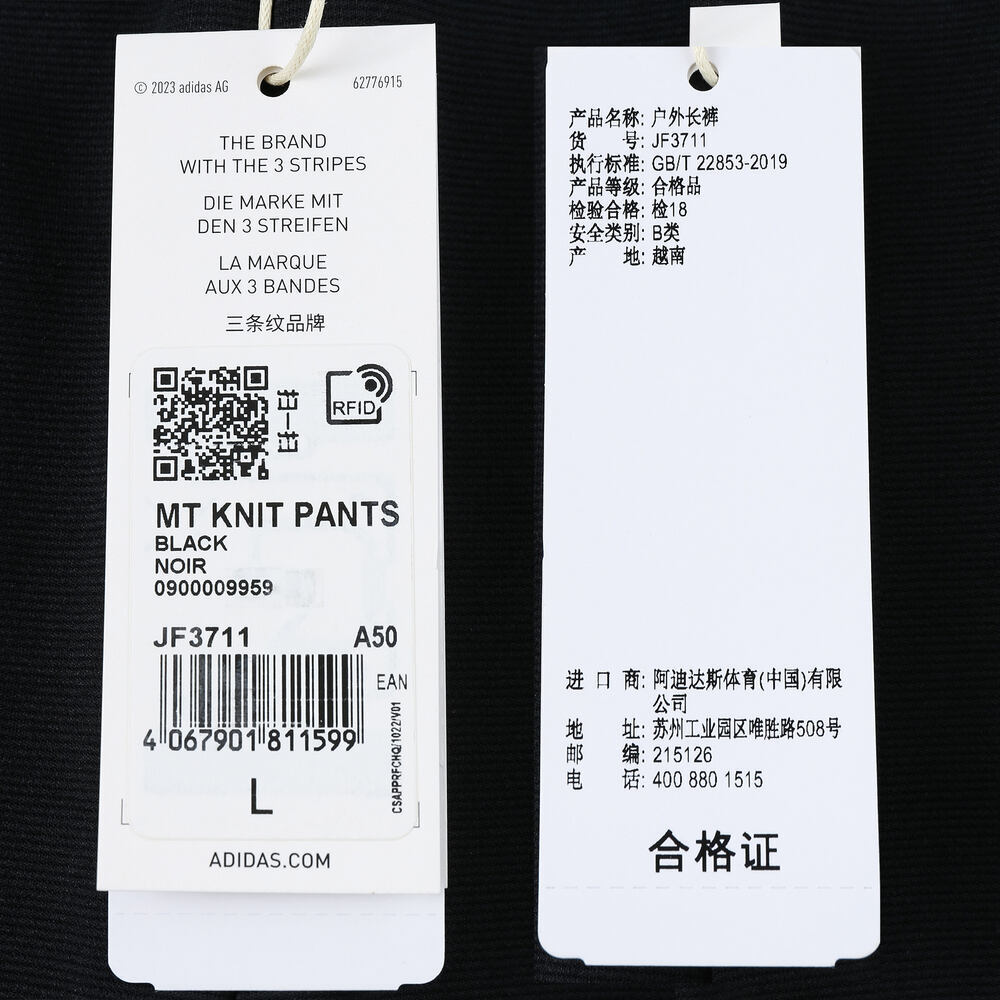 © 2023 adidas AG 62776915
THE BRAND
WITH THE 3 STRIPES
DIE MARKE MIT
DEN 3 STREIFEN
LA MARQUE
AUX 3 BANDES
三条纹品牌
扫一扫
RFID
MT KNIT PANTS
BLACK
NOIR
0900009959
JF3711 A50
EAN
4 067901 811599
CSAPPRFCHQ/1022/V01
L
ADIDAS.COM
产品名称: 户外长裤
货 号: JF3711
执行标准: GB/T 22853-2019
产品等级: 合格品
检验合格: 检18
安全类别: B类
产 地: 越南
进 口 商: 阿迪达斯体育(中国)有限
公司
地 址: 苏州工业园区唯胜路508号
邮 编: 215126
电 话: 400 880 1515
合格证